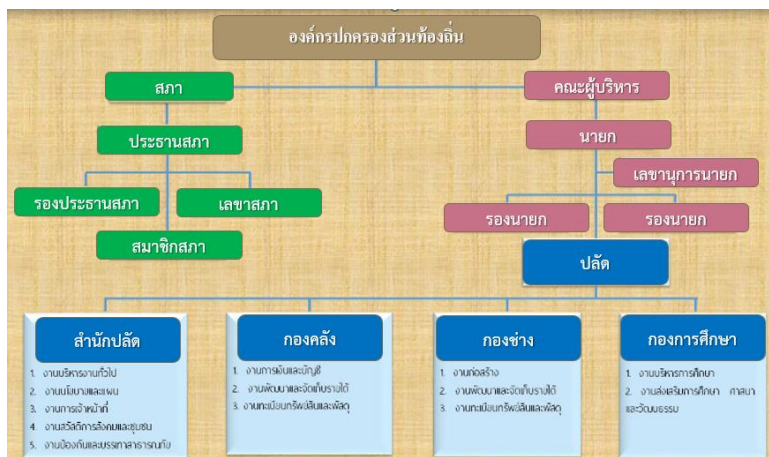 องค์กรปกครองส่วนท้องถิ่น
สภา
คณะผู้บริหาร
ประธานสภา
นายก
เลขานุการนายก
รองประธานสภา
เลขาสภา
รองนายก
รองนายก
สมาชิกสภา
ปลัด
สำนักปลัด
1. งานบริหารงานทั่วไป
2. งานนโยบายและแผน
3. งานการเจ้าหน้าที่
4. งานสวัสดิการสังคมและชุมชน
5. งานป้องกันและบรรเทาสาธารณภัย
กองคลัง
1. งานการเงินและบัญชี
2. งานพัฒนาและจัดเก็บรายได้
3. งานทะเบียนทรัพย์สินและพัสดุ
กองช่าง
1. งานก่อสร้าง
2. งานพัฒนาและจัดเก็บรายได้
3. งานทะเบียนทรัพย์สินและพัสดุ
กองการศึกษา
1. งานบริหารการศึกษา
2. งานส่งเสริมการศึกษา ศาสนา
และวัฒนธรรม